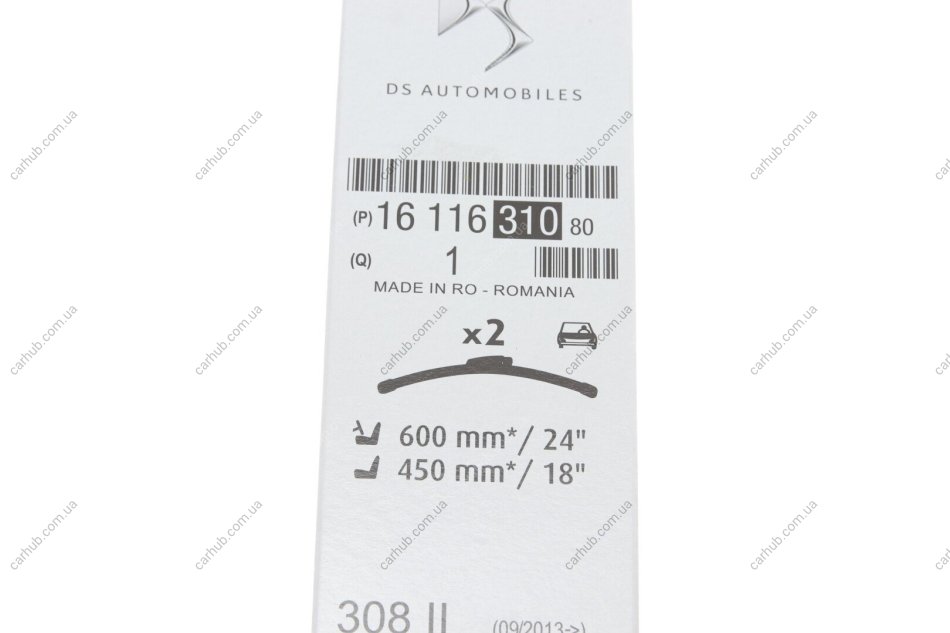 DS AUTOMOBILES
(P) 16 116 310 80
(Q) 1
MADE IN RO - ROMANIA
x2
600 mm*/ 24"
450 mm*/ 18"
308 II (09/2013->)
carhub.com.ua